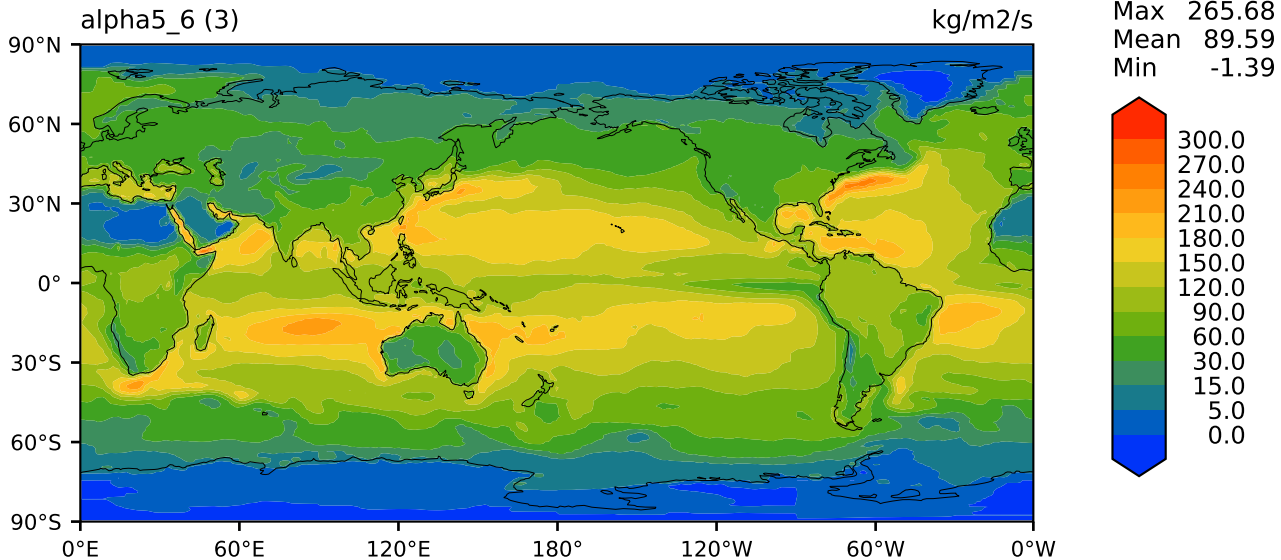 alpha5_6 (3)
kg/m2/s
Max 265.68
Mean 89.59
Min -1.39
90°N
60°N
30°N
0°
30°S
60°S
90°S
0°E 60°E 120°E 180° 120°W 60°W 0°W
300.0
270.0
240.0
210.0
180.0
150.0
120.0
90.0
60.0
30.0
15.0
5.0
0.0